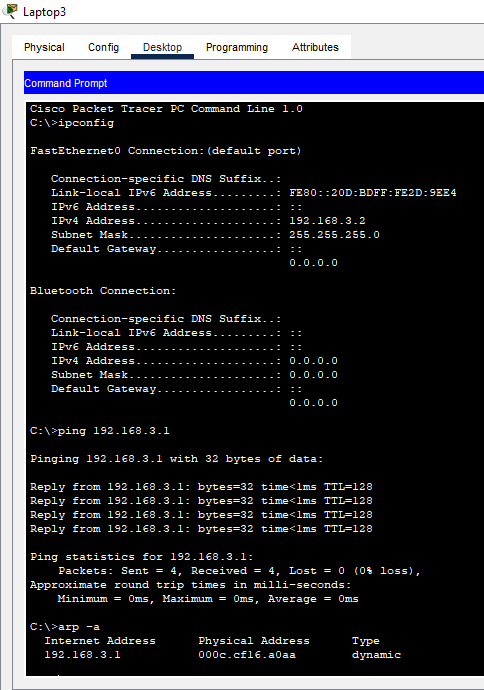 Laptop3
Physical Config Desktop Programming Attributes
Command Prompt
Cisco Packet Tracer PC Command Line 1.0
C:\>ipconfig
FastEthernet0 Connection:(default port)
Connection-specific DNS Suffix..:
Link-local IPv6 Address.........: FE80::20D:BDFF:FE2D:9EE4
IPv6 Address....................: ::
IPv4 Address....................: 192.168.3.2
Subnet Mask.....................: 255.255.255.0
Default Gateway.................: ::
0.0.0.0
Bluetooth Connection:
Connection-specific DNS Suffix..:
Link-local IPv6 Address.........: ::
IPv6 Address....................: ::
IPv4 Address....................: 0.0.0.0
Subnet Mask.....................: 0.0.0.0
Default Gateway.................: ::
0.0.0.0
C:\>ping 192.168.3.1
Pinging 192.168.3.1 with 32 bytes of data:
Reply from 192.168.3.1: bytes=32 time<1ms TTL=128
Reply from 192.168.3.1: bytes=32 time<1ms TTL=128
Reply from 192.168.3.1: bytes=32 time<1ms TTL=128
Reply from 192.168.3.1: bytes=32 time<1ms TTL=128
Ping statistics for 192.168.3.1:
Packets: Sent = 4, Received = 4, Lost = 0 (0% loss),
Approximate round trip times in milli-seconds:
Minimum = 0ms, Maximum = 0ms, Average = 0ms
C:\>arp -a
Internet Address Physical Address Type
192.168.3.1 000c.cf16.a0aa dynamic